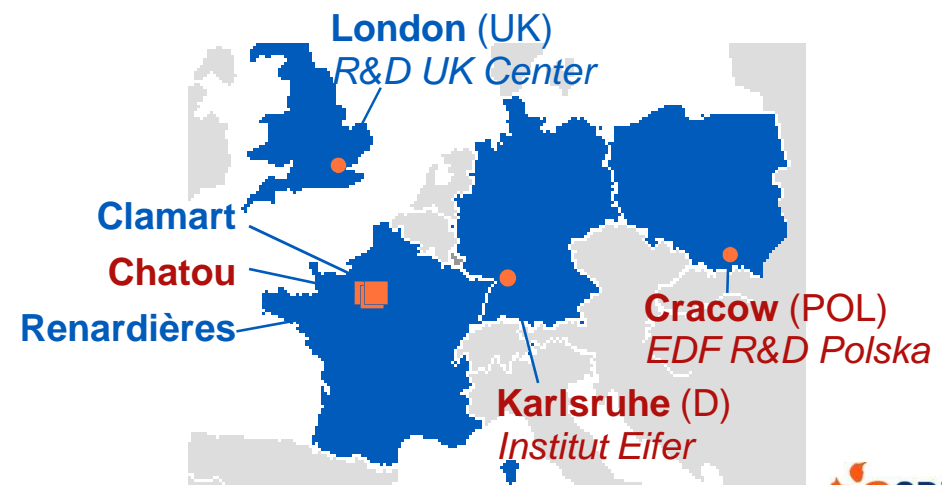 London (UK)
R&D UK Center
Clamart
Chatou
Renardières
Cracow (POL)
EDF R&D Polska
Karlsruhe (D)
Institut Eifer